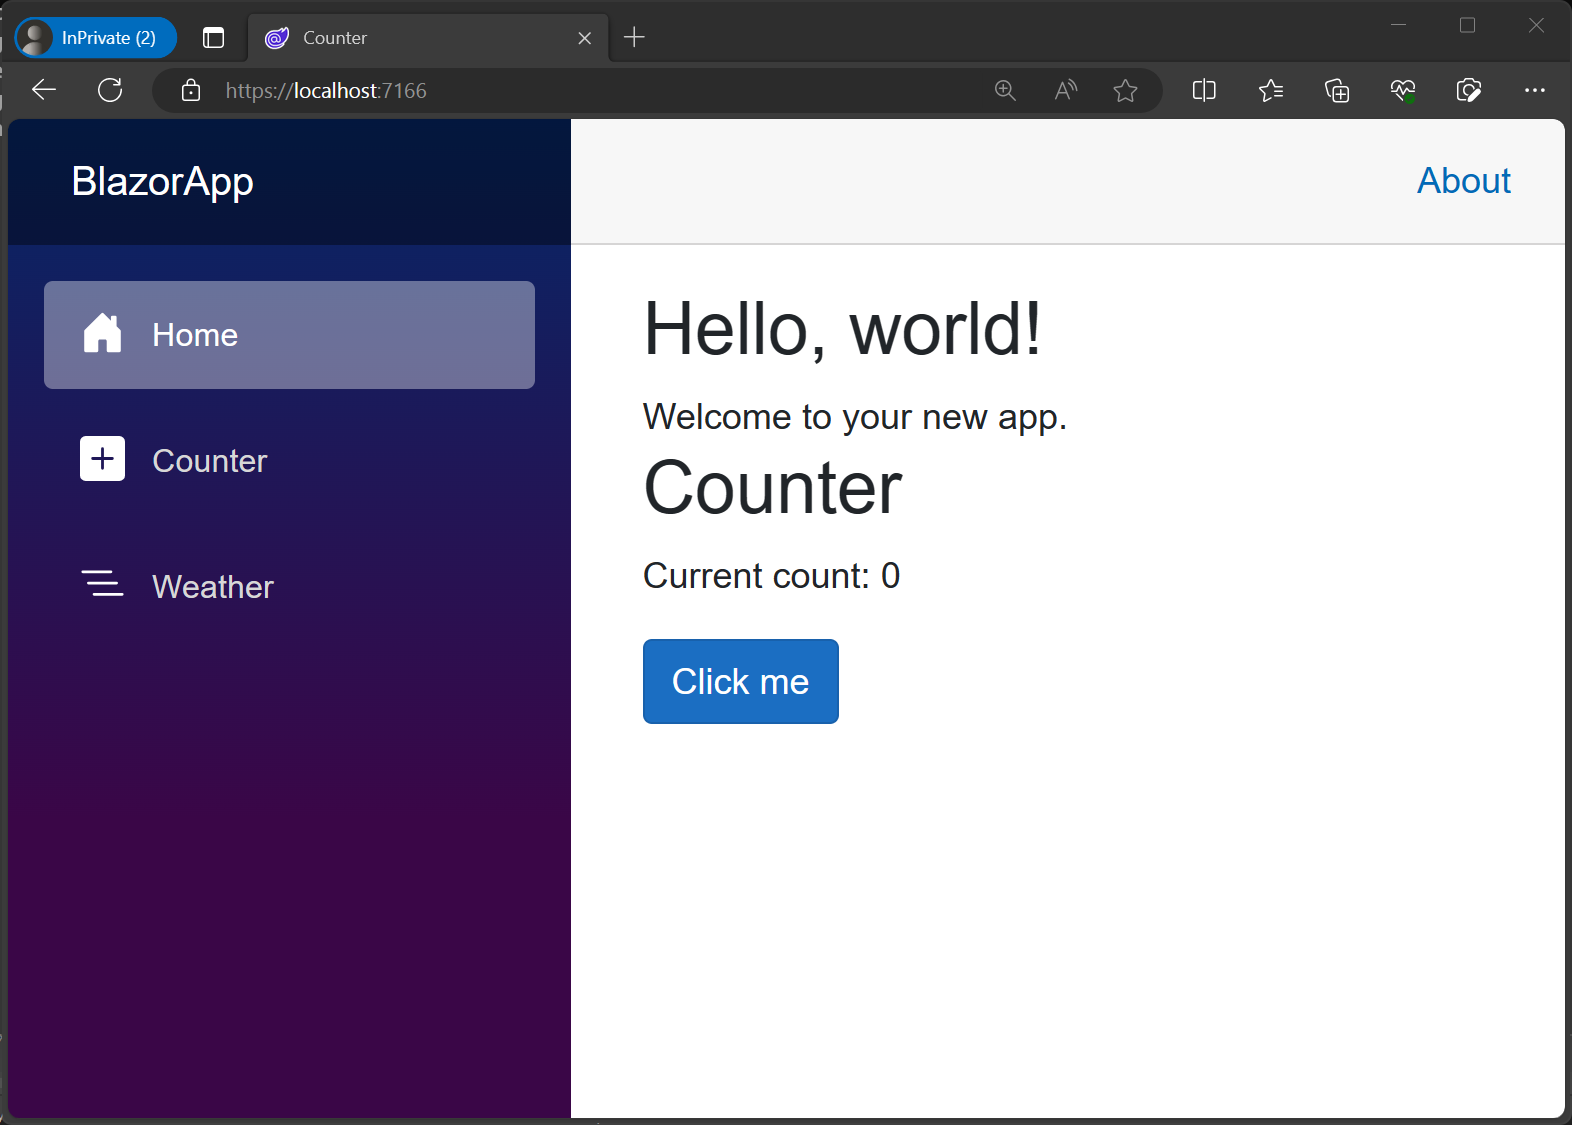 InPrivate (2)
Counter
https://localhost:7166
BlazorApp
About
Home
Counter
Weather
Hello, world!
Welcome to your new app.
Counter
Current count: 0
Click me